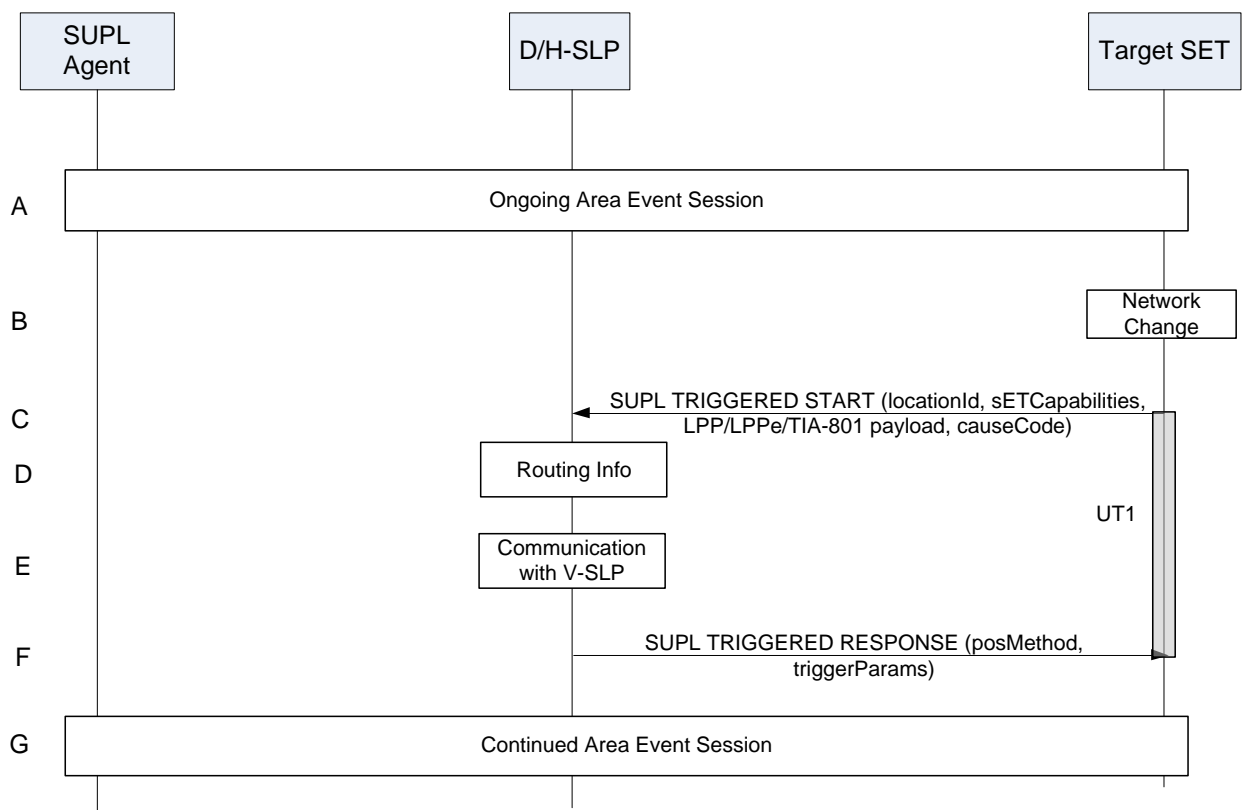 SUPL
Agent
D/H-SLP
Target SET
A
Ongoing Area Event Session
B
Network
Change
C
SUPL TRIGGERED START (locationId, sETCapabilities,
LPP/LPPe/TIA-801 payload, causeCode)
D
Routing Info
UT1
E
Communication
with V-SLP
F
SUPL TRIGGERED RESPONSE (posMethod,
triggerParams)
G
Continued Area Event Session